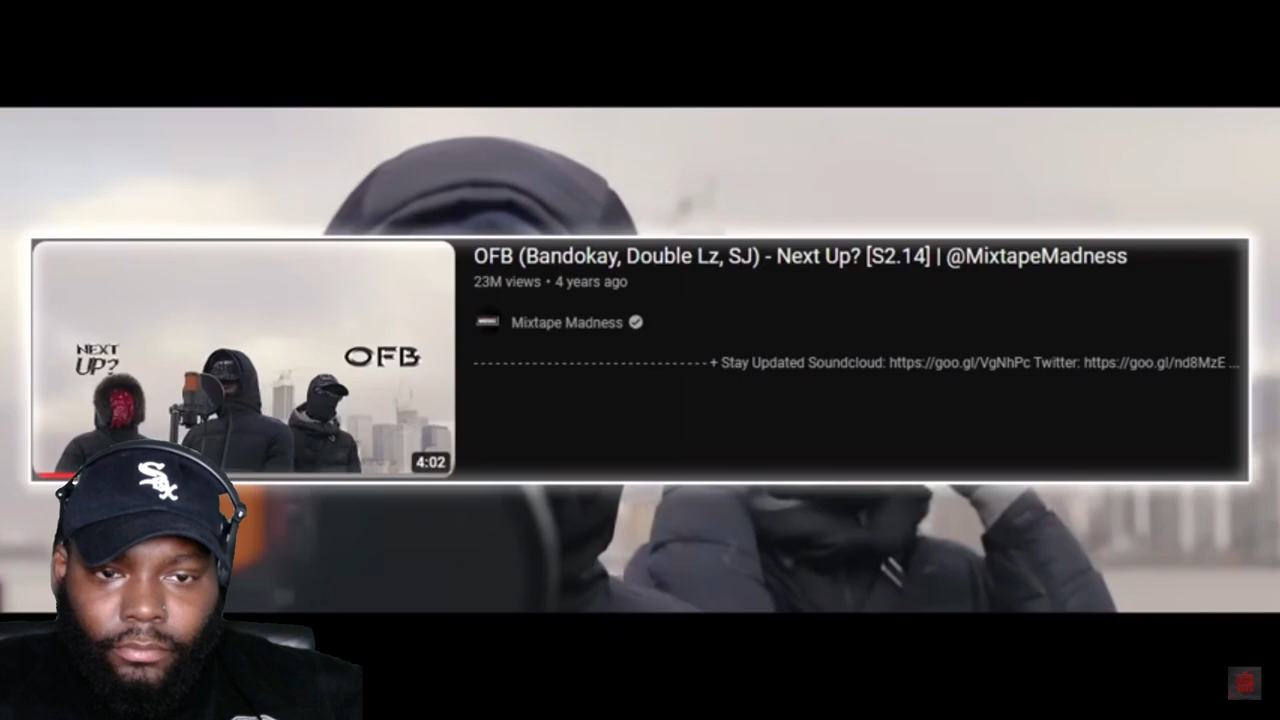 OFB (Bandokay, Double Lz, SJ) - Next Up? [S2.14] | @MixtapeMadness
23M views • 4 years ago
Mixtape Madness
--------------------------------+ Stay Updated Soundcloud: https://goo.gl/VgNhPc Twitter: https://goo.gl/nd8MzE ...
NEXT
UP?
OFB
4:02
Sox